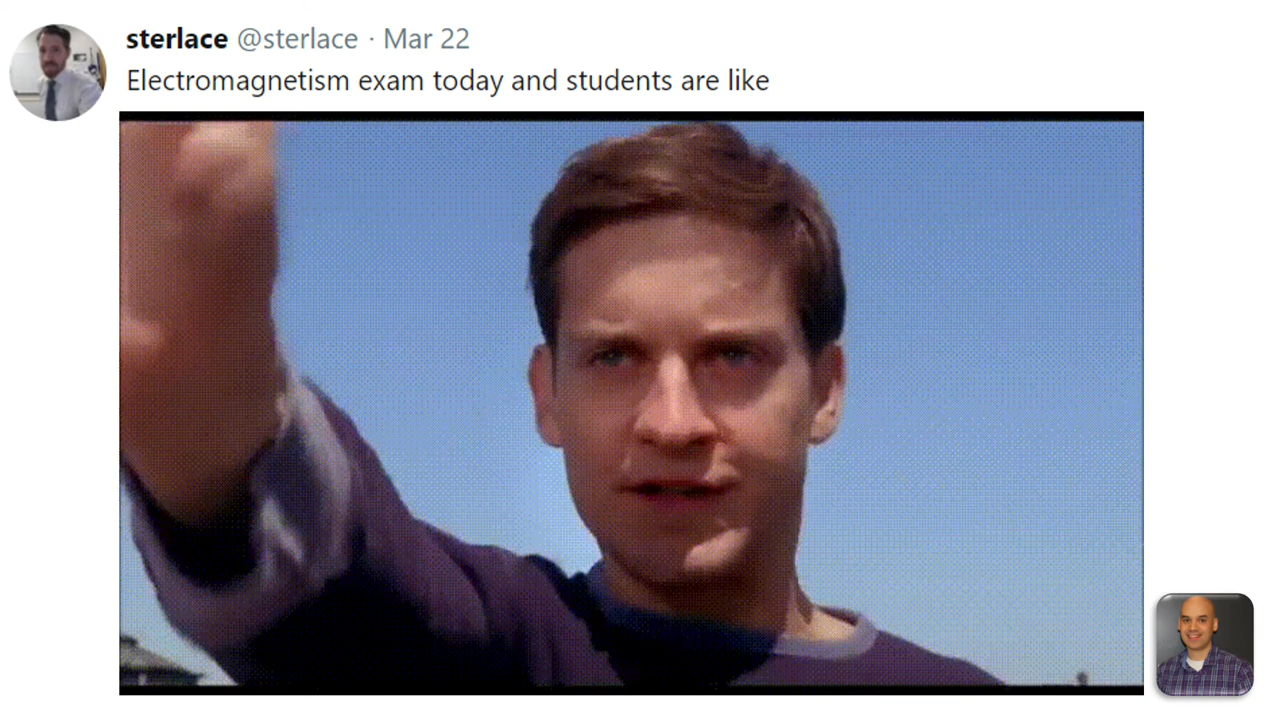 sterlace @sterlace · Mar 22
Electromagnetism exam today and students are like